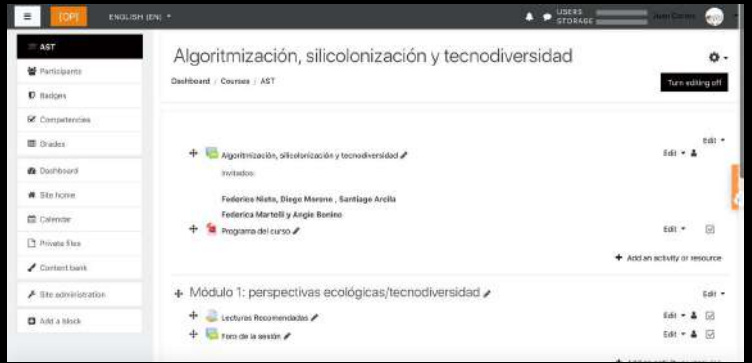 [OP]
ENGLISH (EN)
USERS
STORAGE
AST
Participants
Badges
Competencies
Grades
Dashboard
Site home
Calendar
Private files
Content bank
Site administration
Add a block
Algoritmización, silicolonización y tecnodiversidad
Dashboard / Courses / AST
Turn editing off
Edit
Algoritmización, silicolonización y tecnodiversidad
Edit
Invitados:
Federico Nieto, Diego Morene , Santiago Arcila
Federica Martelli y Angie Bonino
Programa del curso
Edit
Add an activity or resource
Módulo 1: perspectivas ecológicas/tecnodiversidad
Edit
Lecturas Recomendadas
Edit
Foro de la sesión
Edit